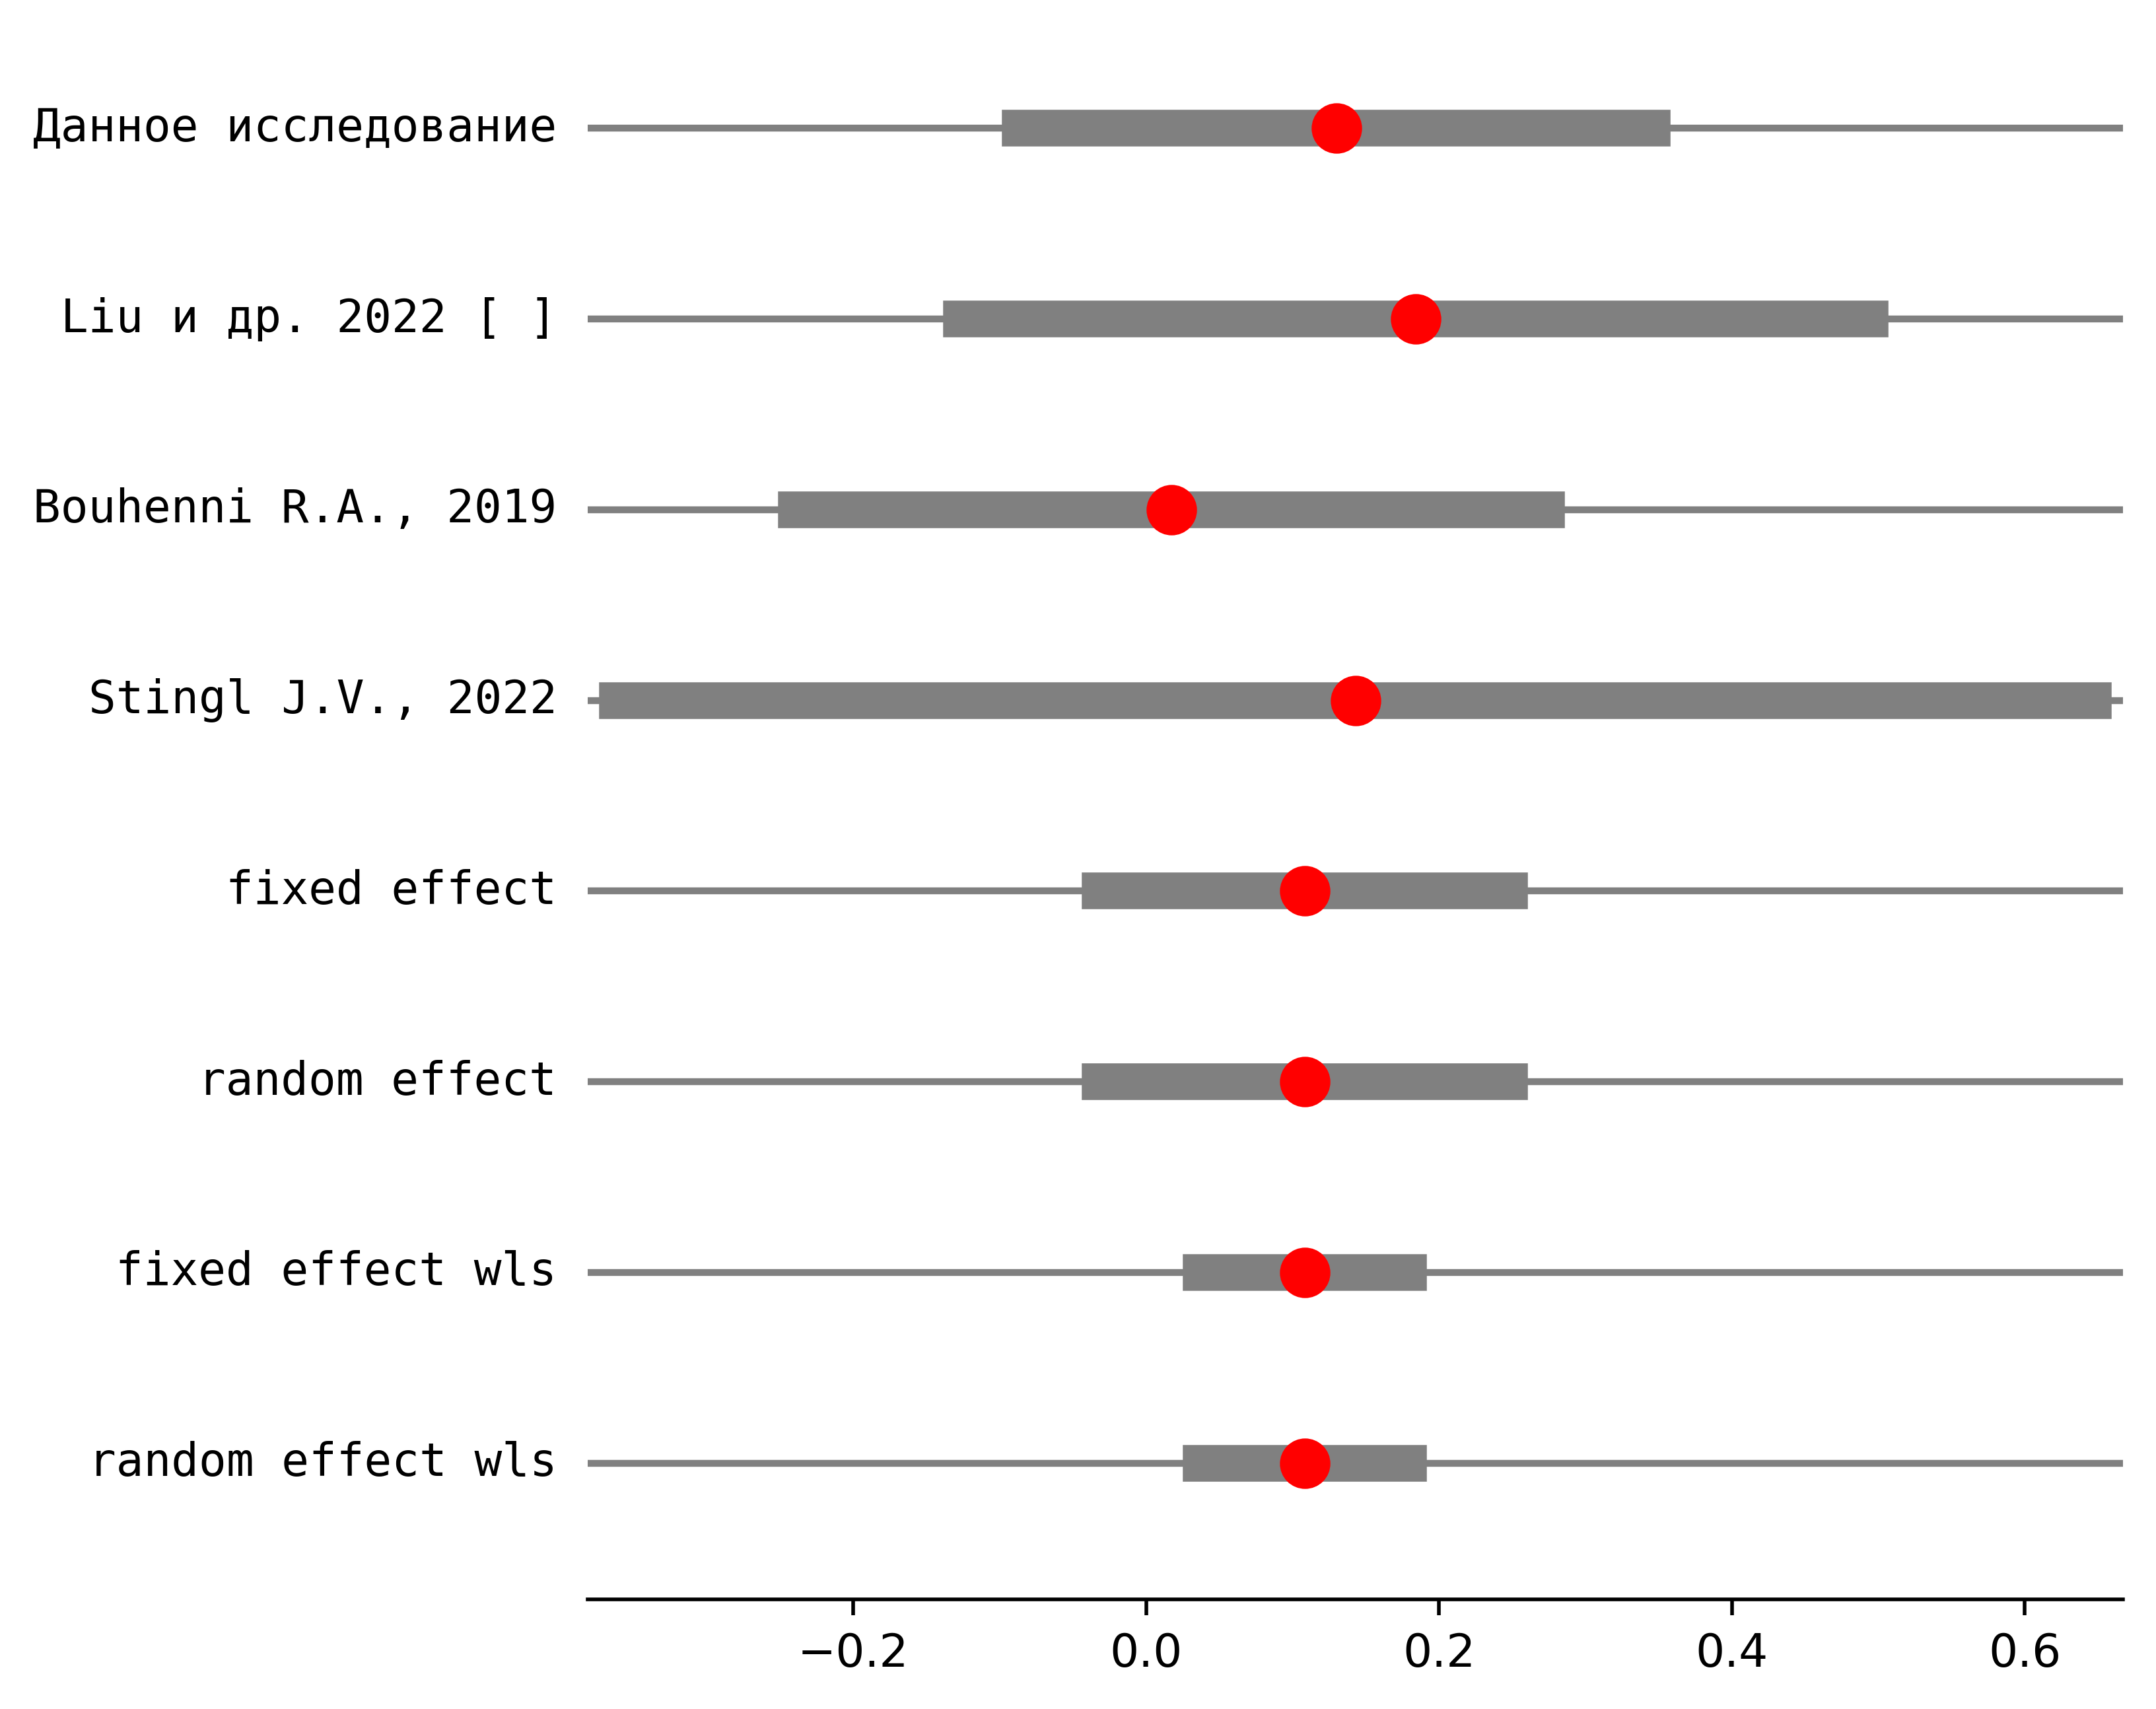 Данное исследование
Liu и др. 2022 [ ]
Bouhenni R.A., 2019
Stingl J.V., 2022
fixed effect
random effect
fixed effect wls
random effect wls
−0.2 0.0 0.2 0.4 0.6